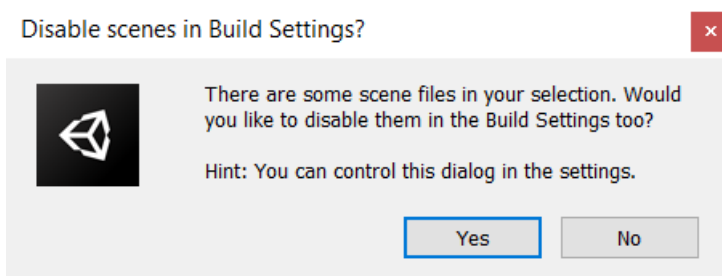 Disable scenes in Build Settings?
There are some scene files in your selection. Would
you like to disable them in the Build Settings too?
Hint: You can control this dialog in the settings.
Yes
No